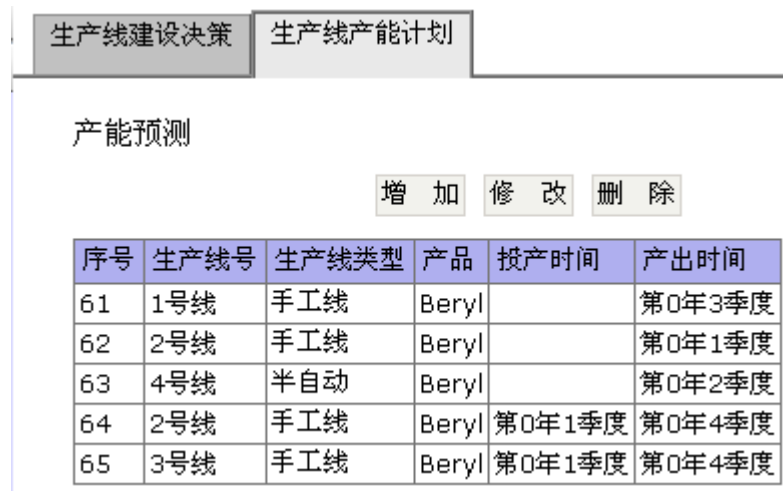 生产线建设决策 生产线产能计划
产能预测
增 加 修 改 删 除
序号 生产线号 生产线类型 产品 投产时间 产出时间
61 1号线 手工线 Beryl 第0年3季度
62 2号线 手工线 Beryl 第0年1季度
63 4号线 半自动 Beryl 第0年2季度
64 2号线 手工线 Beryl 第0年1季度 第0年4季度
65 3号线 手工线 Beryl 第0年1季度 第0年4季度